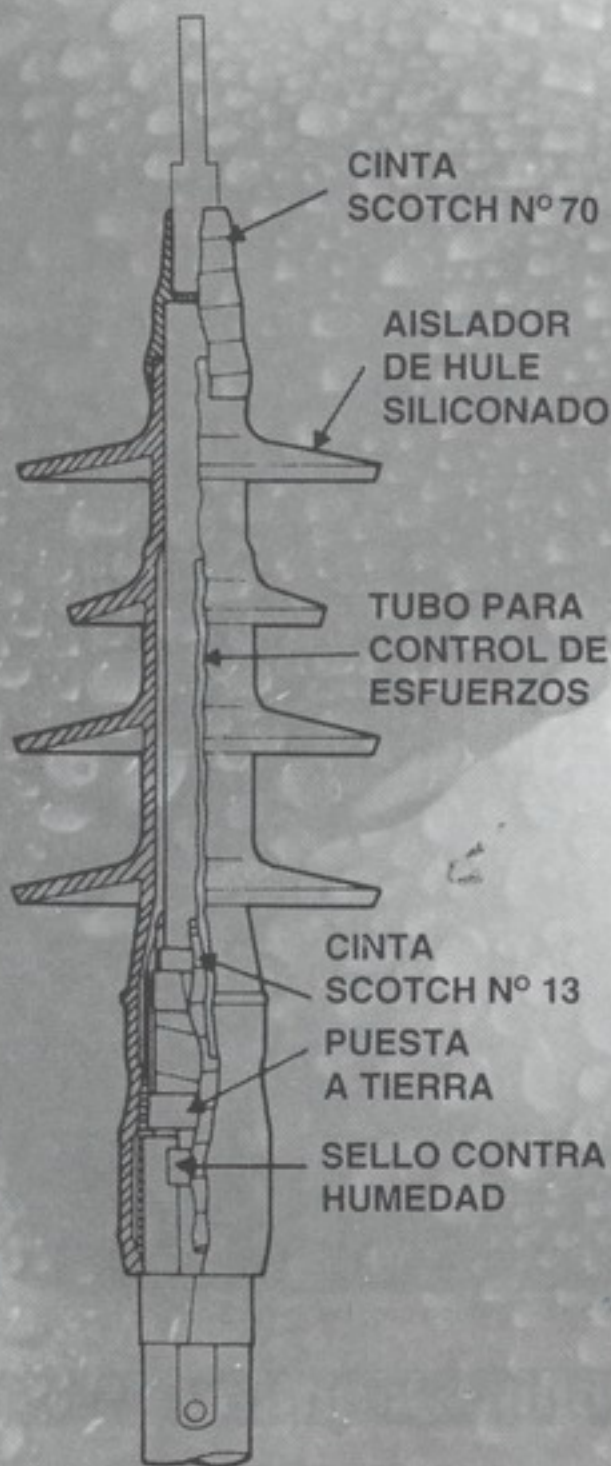 CINTA
SCOTCH Nº 70
AISLADOR
DE HULE
SILICONADO
TUBO PARA
CONTROL DE
ESFUERZOS
CINTA
SCOTCH Nº 13
PUESTA
A TIERRA
SELLO CONTRA
HUMEDAD